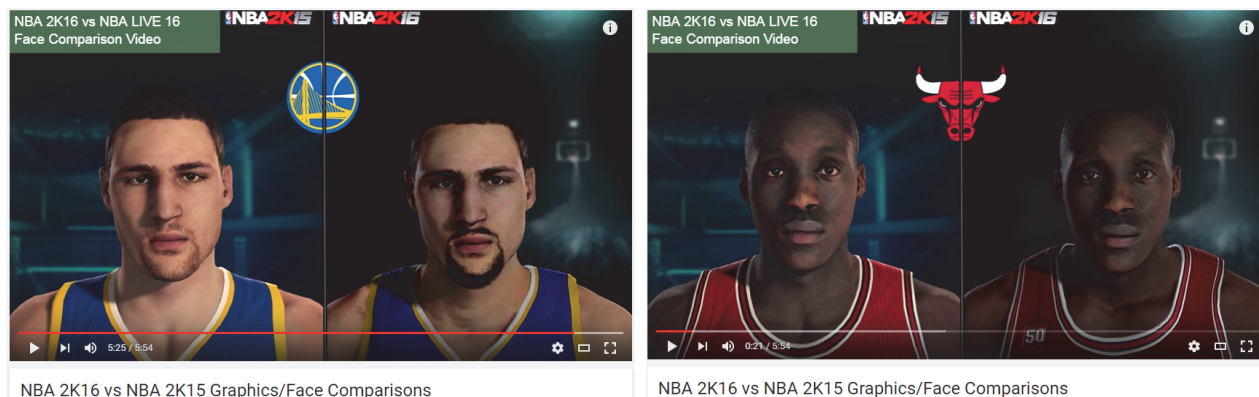 NBA 2K16 vs NBA LIVE 16
Face Comparison Video
NBA2K15
NBA2K16
5:25 / 5:54
NBA 2K16 vs NBA 2K15 Graphics/Face Comparisons
NBA 2K16 vs NBA LIVE 16
Face Comparison Video
NBA2K15
NBA2K16
50
0:21 / 5:54
NBA 2K16 vs NBA 2K15 Graphics/Face Comparisons